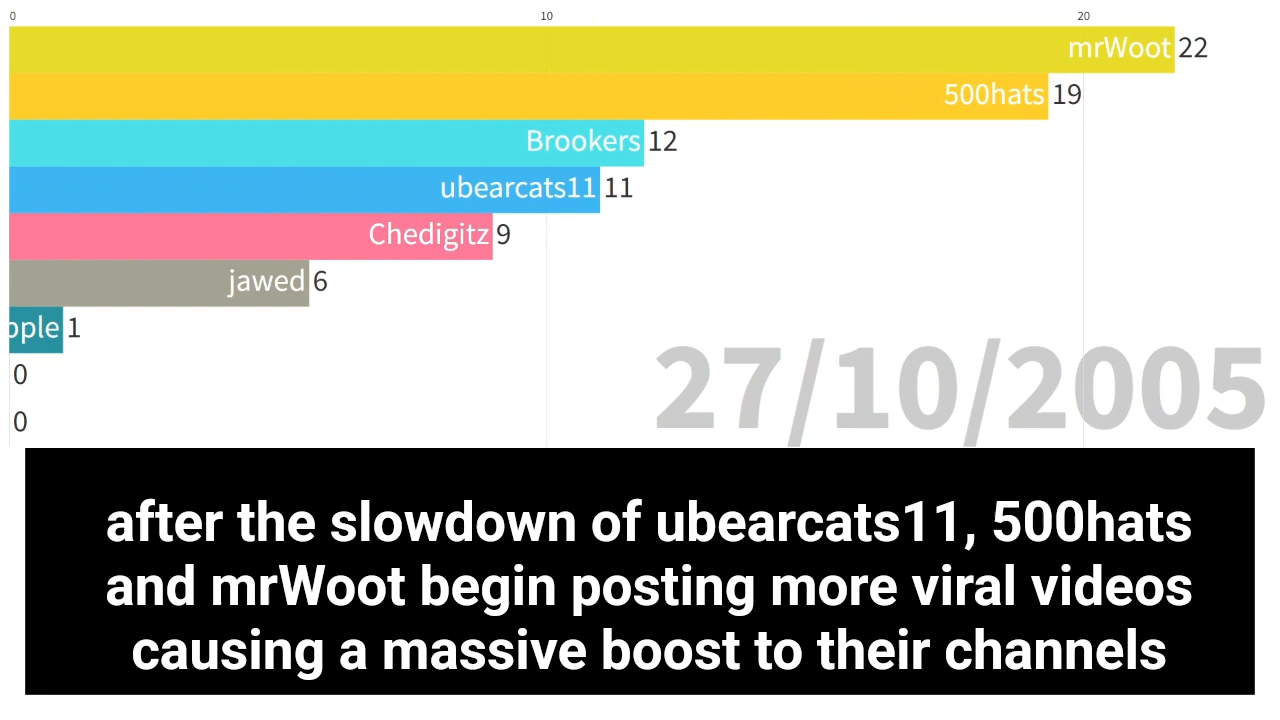 0 10 20
mrWoot 22
500hats 19
Brookers 12
ubearcats11 11
Chedigitz 9
jawed 6
pple 1
0
0
27/10/2005
after the slowdown of ubearcats11, 500hats
and mrWoot begin posting more viral videos
causing a massive boost to their channels